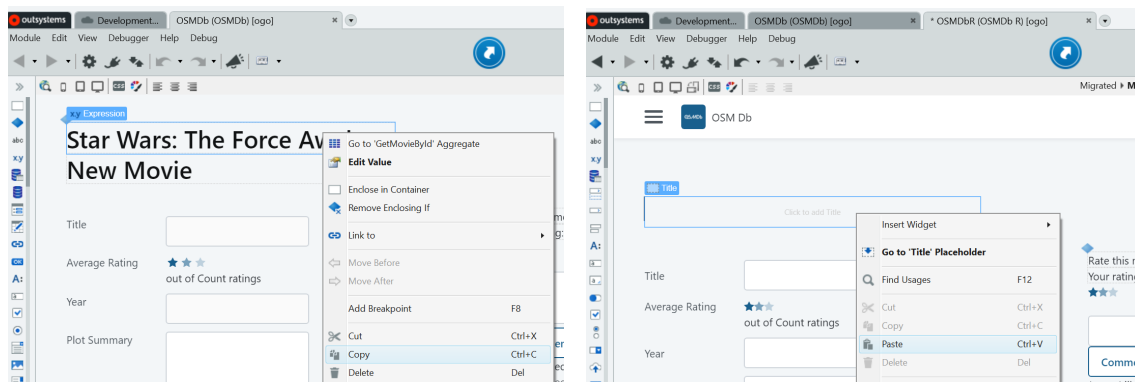 outsystems
Development...
OSMDb (OSMDb) [ogo]
Module Edit View Debugger Help Debug
CSS
abc
x.y
OK
A:
x.y Expression
Star Wars: The Force
New Movie
Title
Average Rating
out of Count ratings
Year
Plot Summary
Go to 'GetMovieById' Aggregate
Edit Value
Enclose in Container
Remove Enclosing If
Link to
Move Before
Move After
Add Breakpoint F8
Cut Ctrl+X
Copy Ctrl+C
Delete Del
outsystems
Development...
OSMDb (OSMDb) [ogo]
* OSMDbR (OSMDb R) [ogo]
Module Edit View Debugger Help Debug
CSS
Migrated
abc
x.y
A:
OSM Db
Title
Click to add Title
Title
Average Rating
out of Count ratings
Year
Insert Widget
Go to 'Title' Placeholder
Find Usages F12
Cut Ctrl+X
Copy Ctrl+C
Paste Ctrl+V
Delete Del
Rate this
Your